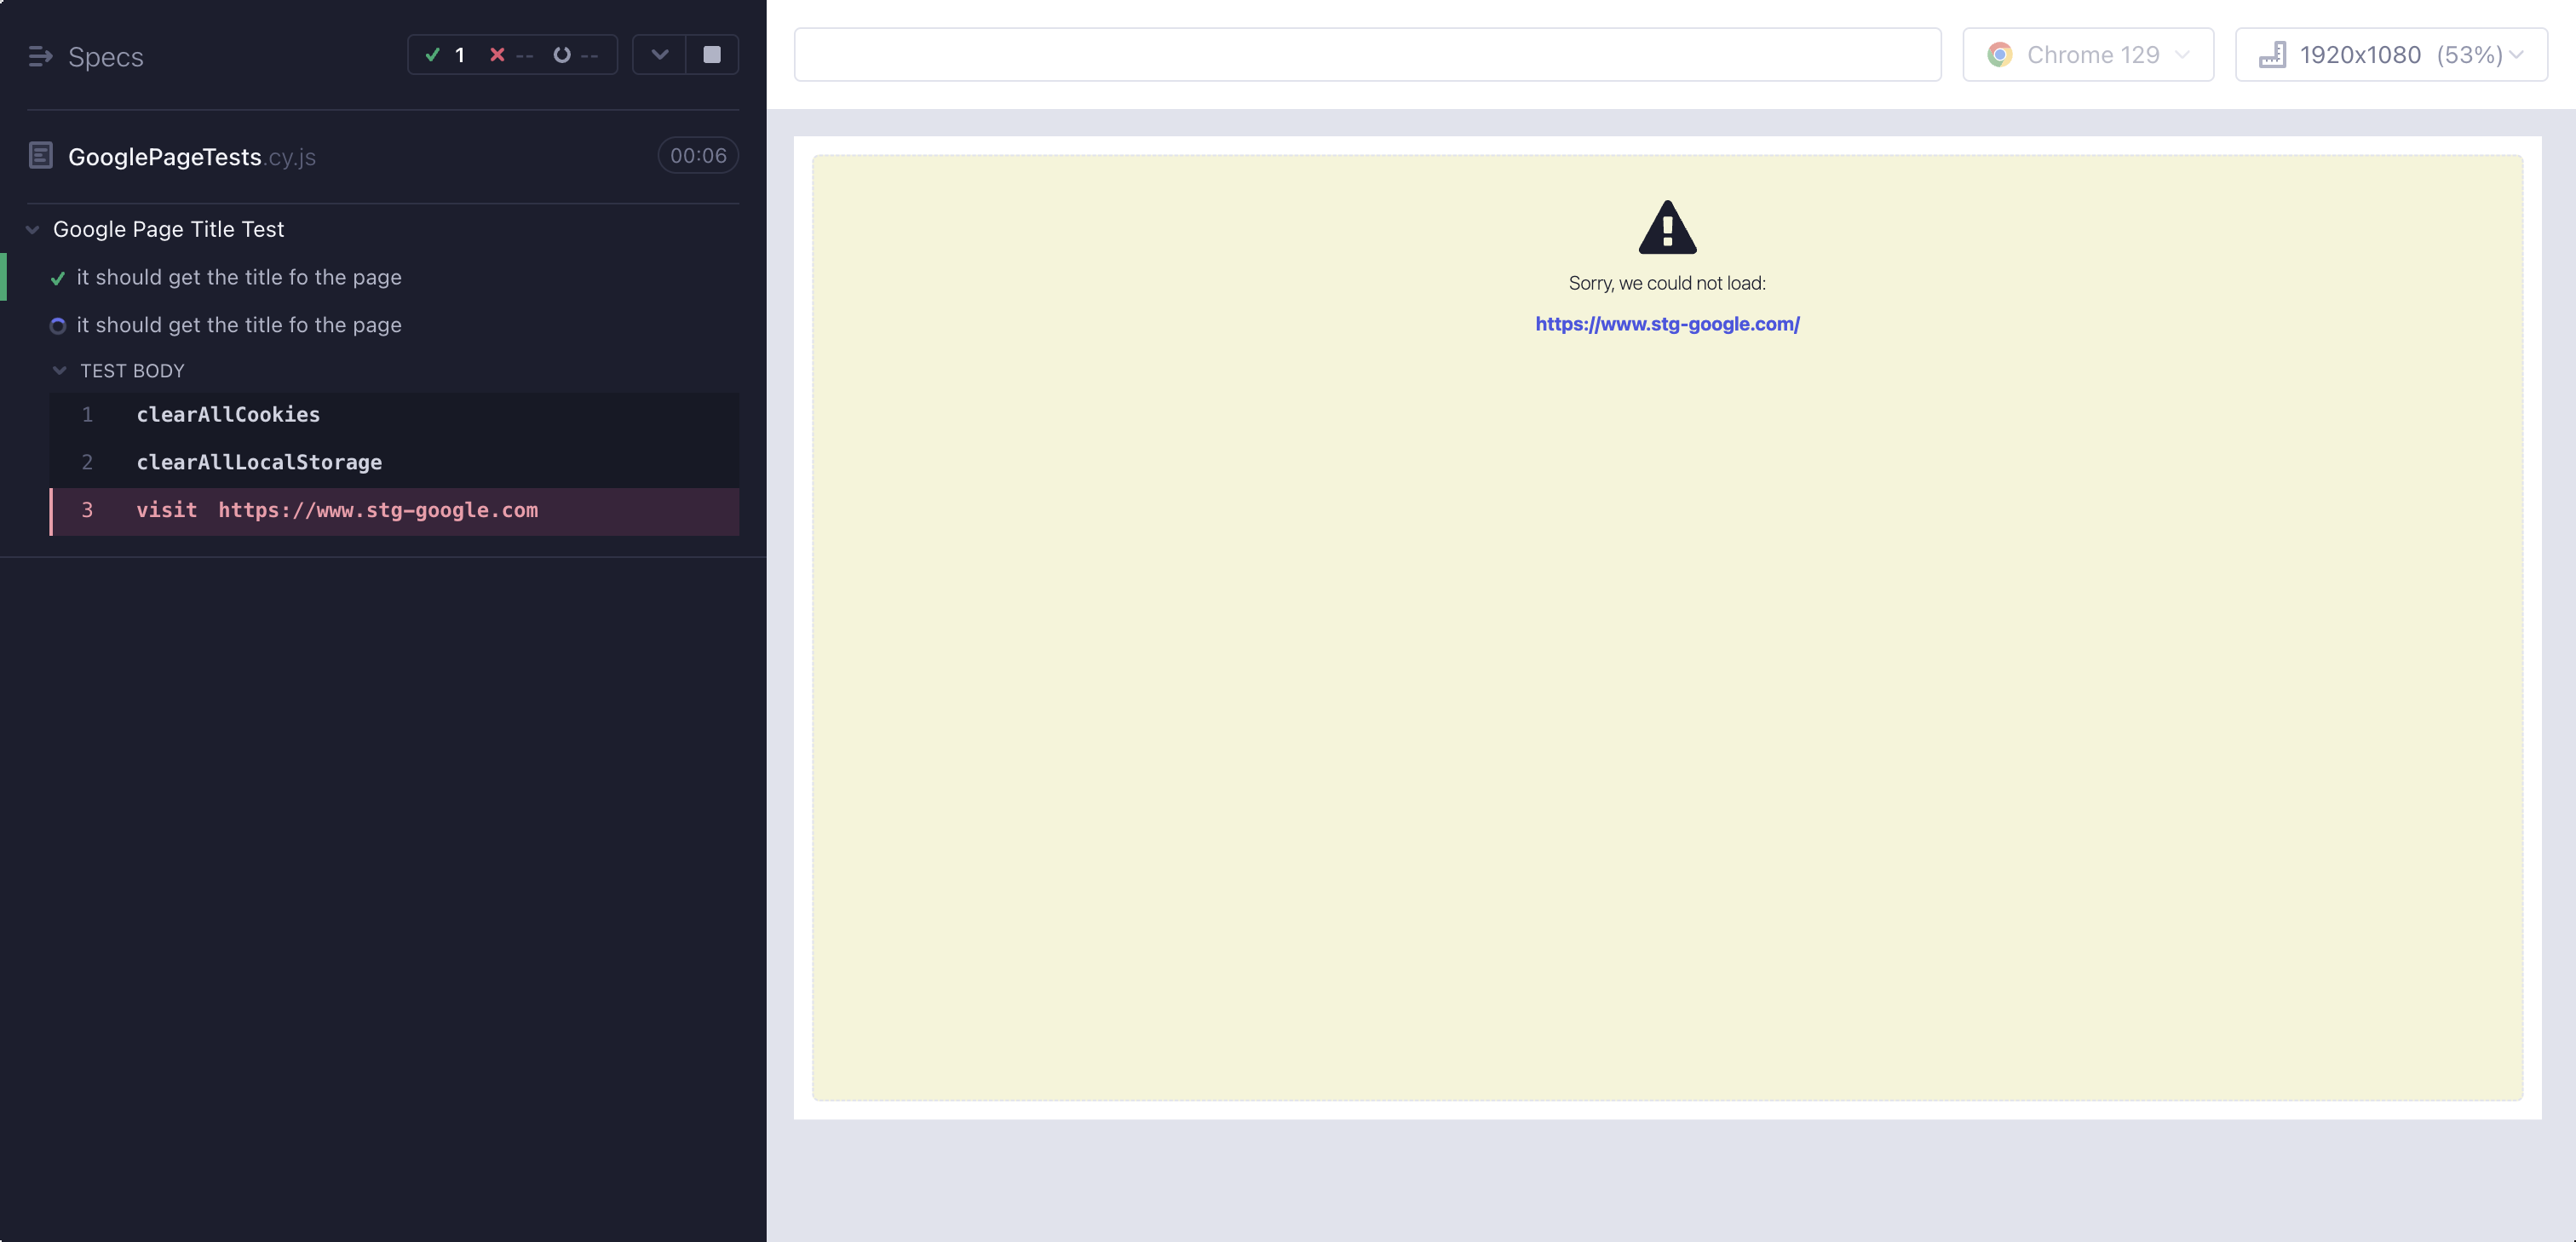 Specs
1 -- --
GooglePageTests.cy.js
00:06
Google Page Title Test
it should get the title fo the page
it should get the title fo the page
TEST BODY
1 clearAllCookies
2 clearAllLocalStorage
3 visit https://www.stg-google.com
Chrome 129
1920x1080 (53%)
Sorry, we could not load:
https://www.stg-google.com/